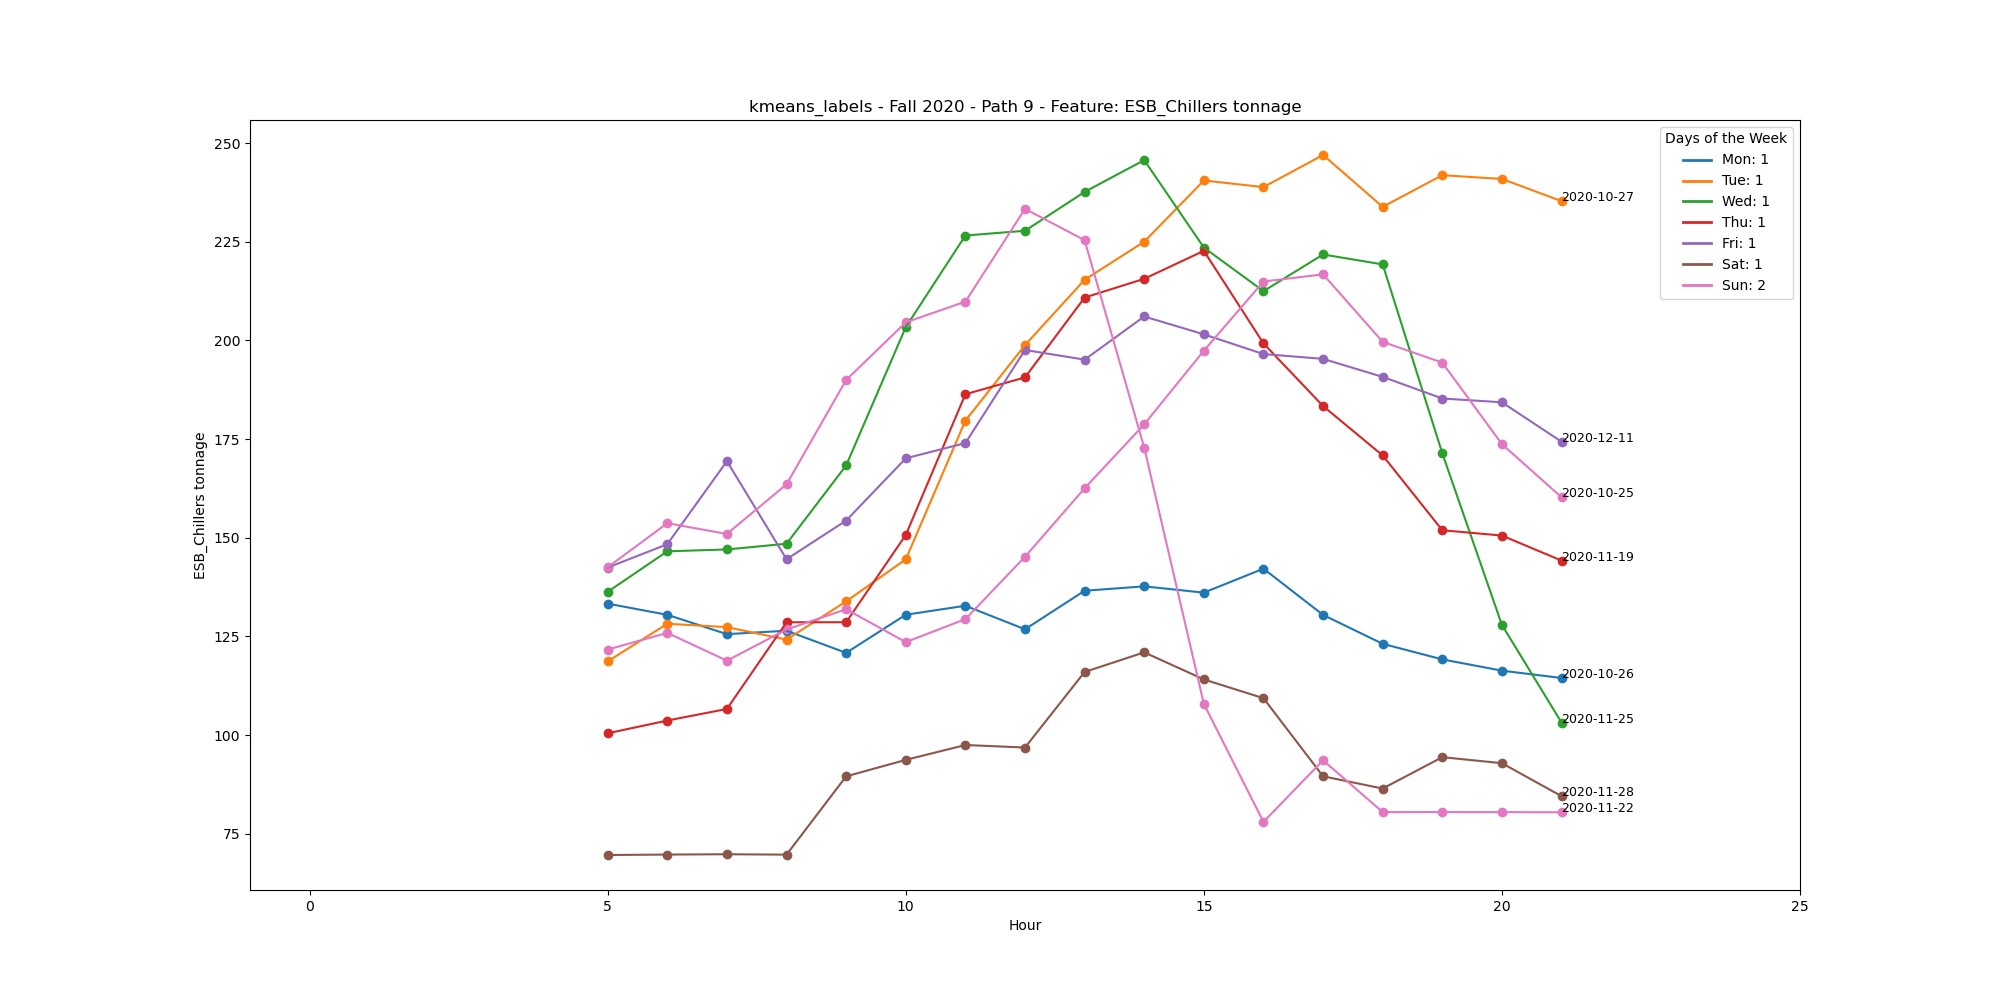 kmeans_labels - Fall 2020 - Path 9 - Feature: ESB_Chillers tonnage
Days of the Week
Mon: 1
Tue: 1
Wed: 1
Thu: 1
Fri: 1
Sat: 1
Sun: 2
250
225
200
175
150
125
100
75
ESB_Chillers tonnage
2020-10-27
2020-12-11
2020-10-25
2020-11-19
2020-10-26
2020-11-25
2020-11-28
2020-11-22
0
5
10
15
20
25
Hour